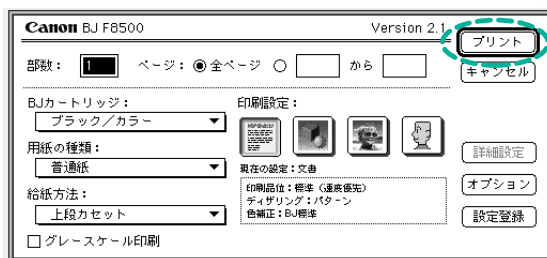 Canon BJ F8500 Version 2.1
プリント
部数： 1 ページ： 全ページ から
キャンセル
BJカートリッジ：
ブラック／カラー
用紙の種類：
普通紙
給紙方法：
上段カセット
グレースケール印刷
印刷設定：
現在の設定：文書
印刷品位：標準（速度優先）
ディザリング：パターン
色補正：BJ標準
詳細設定
オプション
設定登録